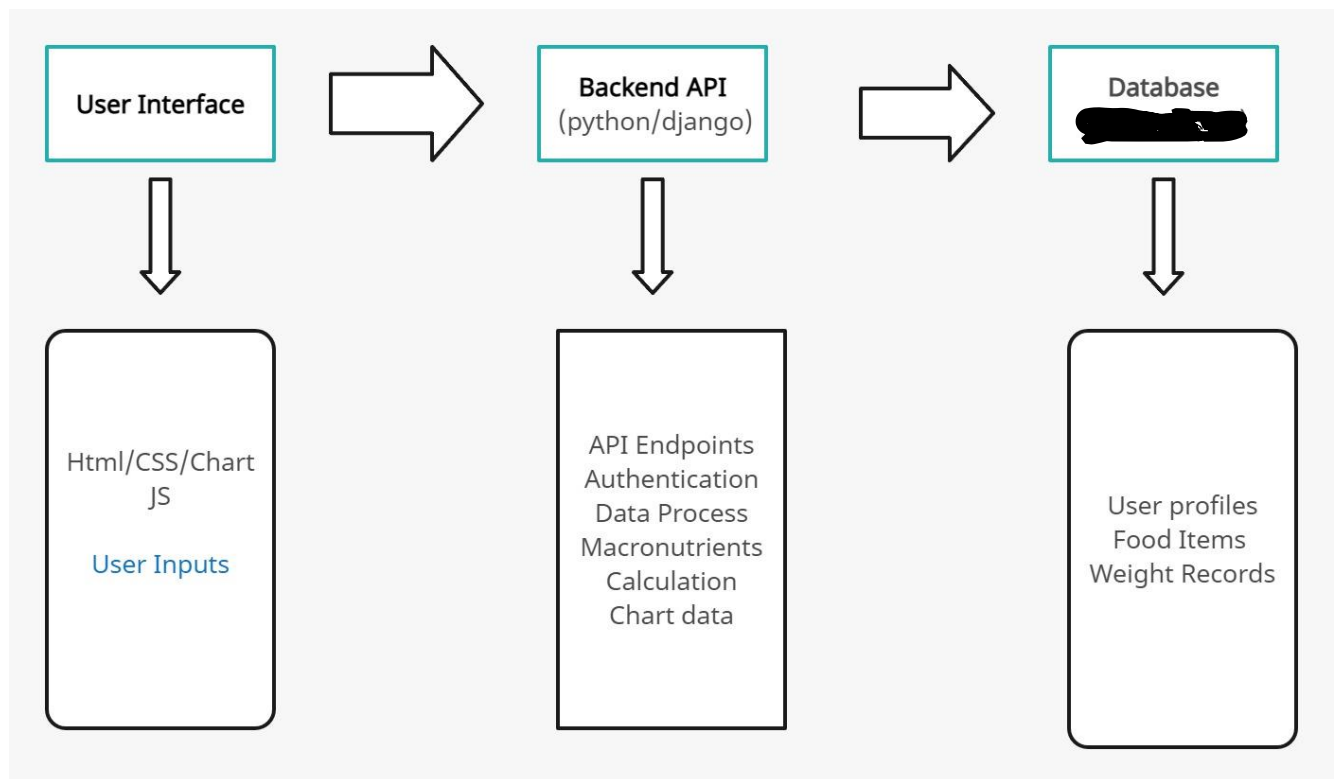 User Interface
Backend API
(python/django)
Database
Html/CSS/Chart
JS
User Inputs
API Endpoints
Authentication
Data Process
Macronutrients
Calculation
Chart data
User profiles
Food Items
Weight Records